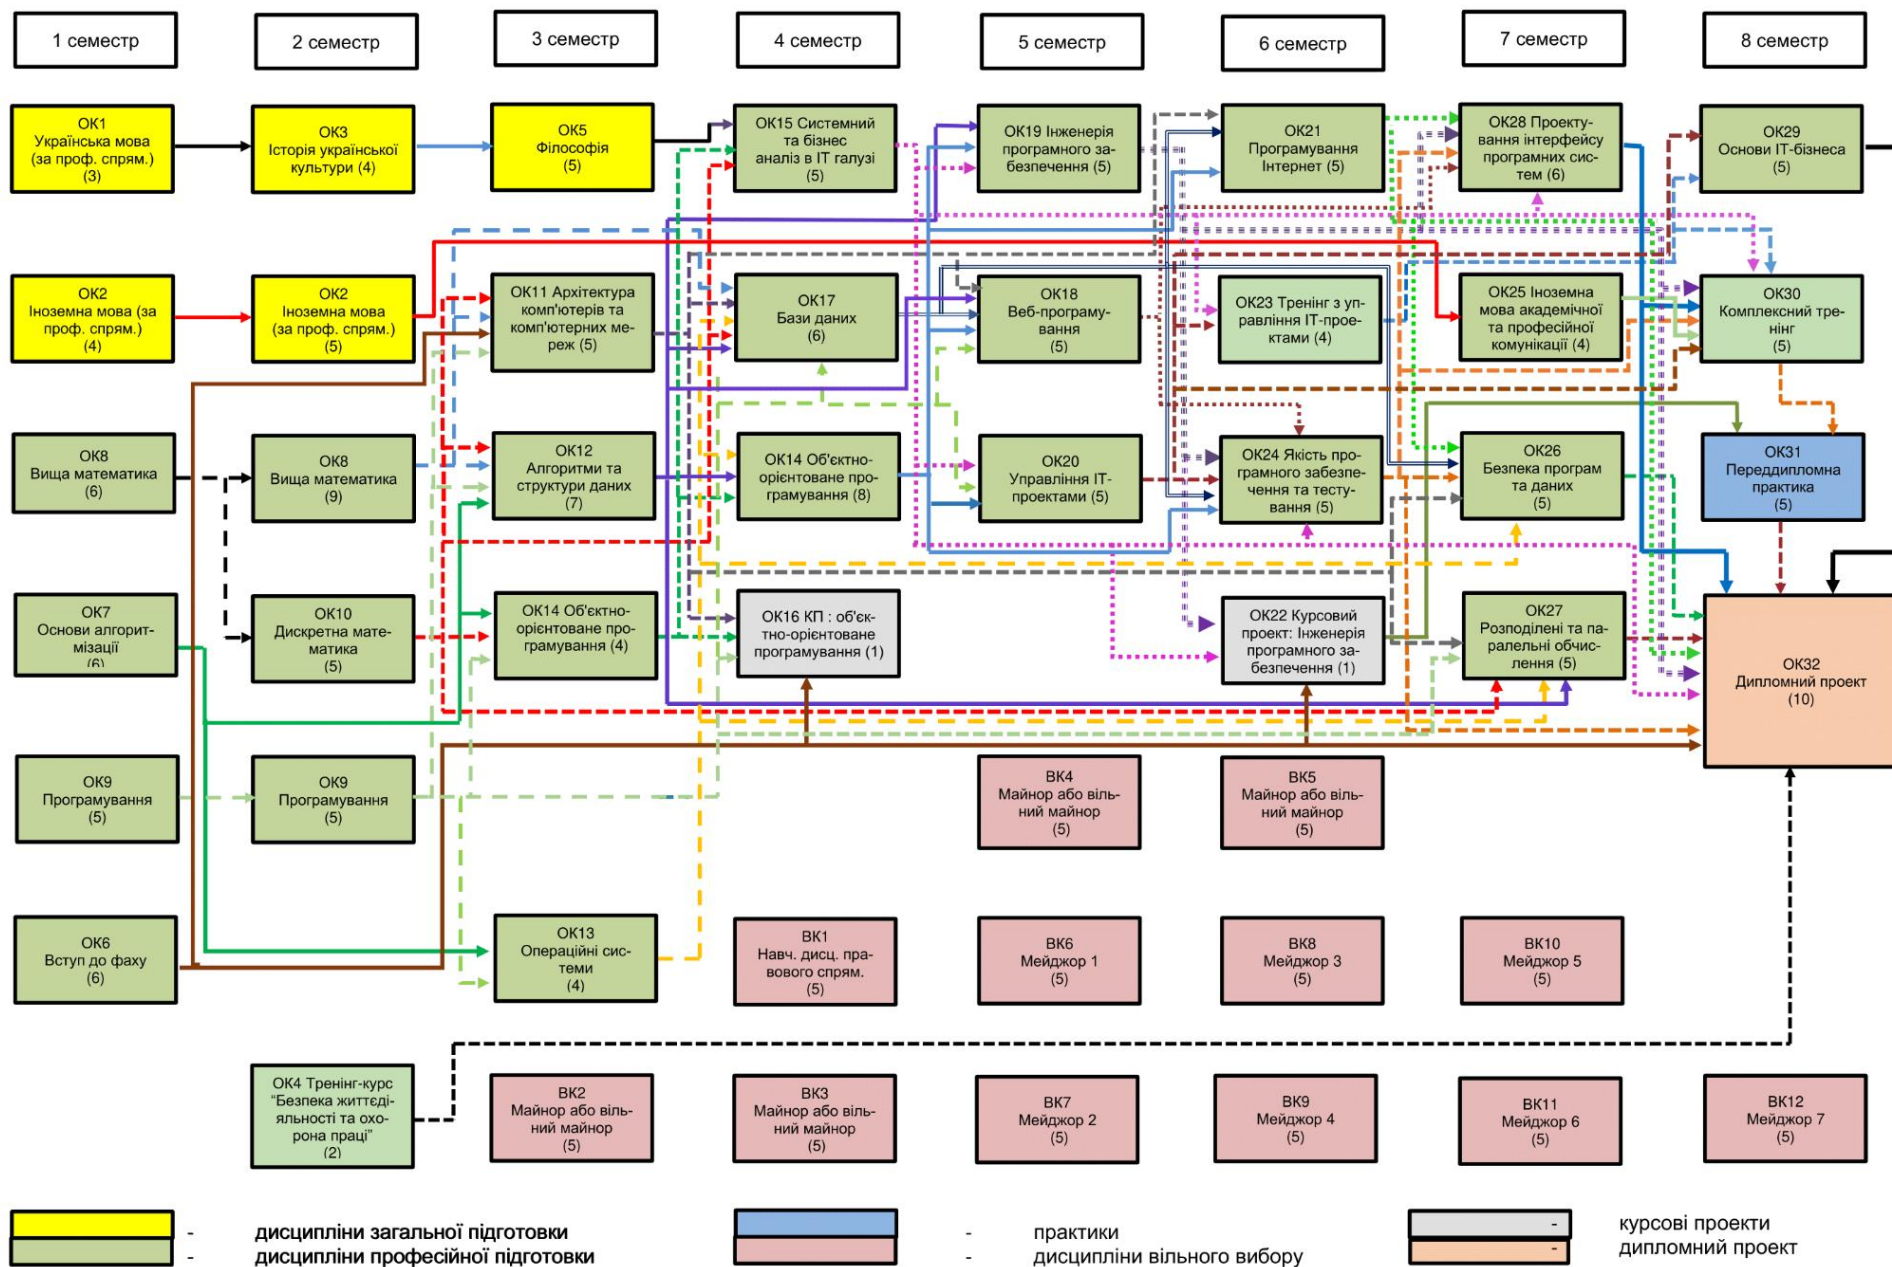 1 семестр
2 семестр
3 семестр
4 семестр
5 семестр
6 семестр
7 семестр
8 семестр
ОК1
Українська мова
(за проф. спрям.)
(3)
ОК3
Історія української
культури (4)
ОК5
Філософія
(5)
ОК15 Системний
та бізнес
аналіз в ІТ галузі
(5)
ОК19 Інженерія
програмного за-
безпечення (5)
ОК21
Програмування
Інтернет (5)
ОК28 Проекту-
вання інтерфейсу
програмних сис-
тем (6)
ОК29
Основи ІТ-бізнеса
(5)
ОК2
Іноземна мова (за
проф. спрям.)
(4)
ОК2
Іноземна мова
(за проф. спрям.)
(5)
ОК11 Архітектура
комп'ютерів та
комп'ютерних ме-
реж (5)
ОК17
Бази даних
(6)
ОК18
Веб-програму-
вання
(5)
ОК23 Тренінг з уп-
равління ІТ-прое-
ктами (4)
ОК25 Іноземна
мова академічної
та професійної
комунікації (4)
ОК30
Комплексний тре-
нінг
(5)
ОК8
Вища математика
(6)
ОК8
Вища математика
(9)
ОК12
Алгоритми та
структури даних
(7)
ОК14 Об'єктно-
орієнтоване про-
грамування (8)
ОК20
Управління ІТ-
проектами (5)
ОК24 Якість про-
грамного забезпе-
чення та тесту-
вання (5)
ОК26
Безпека програм
та даних
(5)
ОК31
Переддипломна
практика
(5)
ОК7
Основи алгорит-
мізації
(6)
ОК10
Дискретна мате-
матика
(5)
ОК14 Об'єктно-
орієнтоване про-
грамування (4)
ОК16 КП : об'єк-
тно-орієнтоване
програмування (1)
ОК22 Курсовий
проект: Інженерія
програмного за-
безпечення (1)
ОК27
Розподілені та па-
ралельні обчис-
лення (5)
ОК32
Дипломний проект
(10)
ОК9
Програмування
(5)
ОК9
Програмування
(5)
ВК4
Майнор або віль-
ний майнор
(5)
ВК5
Майнор або віль-
ний майнор
(5)
ОК6
Вступ до фаху
(6)
ОК13
Операційні сис-
теми
(4)
ВК1
Навч. дисц. пра-
вового спрям.
(5)
ВК6
Мейджор 1
(5)
ВК8
Мейджор 3
(5)
ВК10
Мейджор 5
(5)
ОК4 Тренінг-курс
“Безпека життєді-
яльності та охо-
рона праці”
(2)
ВК2
Майнор або віль-
ний майнор
(5)
ВК3
Майнор або віль-
ний майнор
(5)
ВК7
Мейджор 2
(5)
ВК9
Мейджор 4
(5)
ВК11
Мейджор 6
(5)
ВК12
Мейджор 7
(5)
- дисципліни загальної підготовки
- дисципліни професійної підготовки
- практики
- дисципліни вільного вибору
- курсові проекти
- дипломний проект